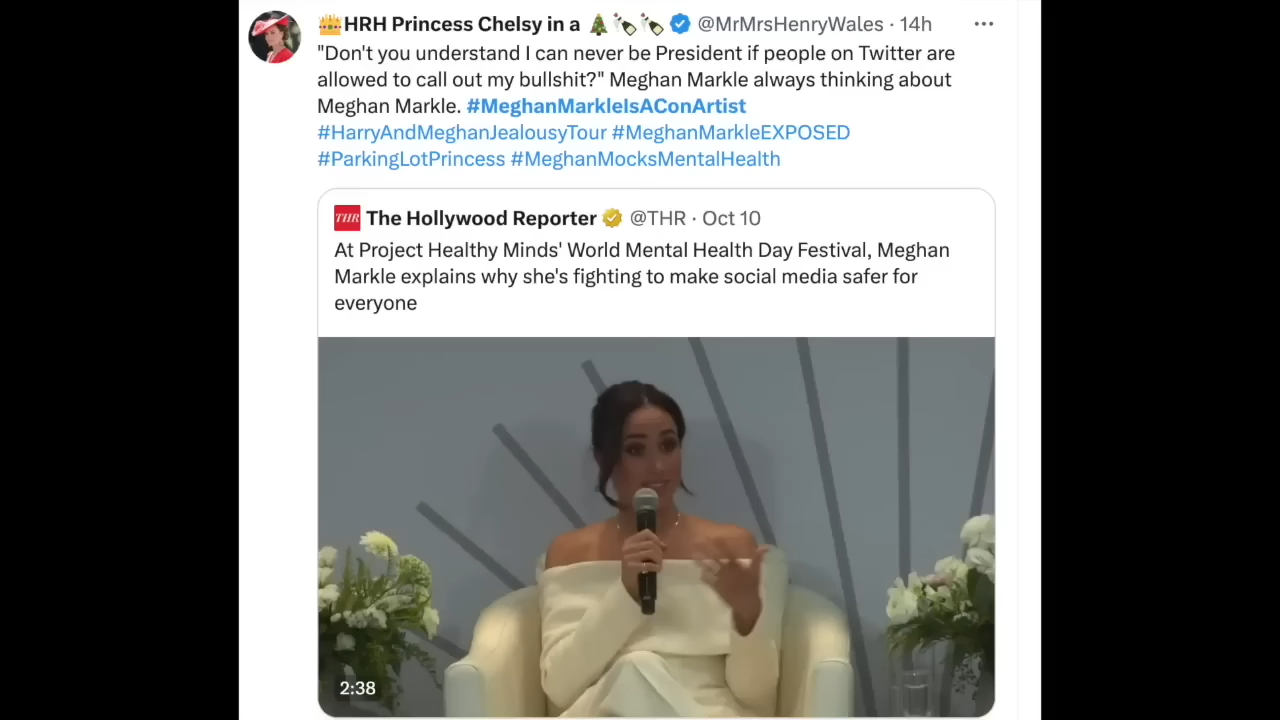 👑HRH Princess Chelsy in a 🎄🍾🍾 @MrMrsHenryWales · 14h
"Don't you understand I can never be President if people on Twitter are
allowed to call out my bullshit?" Meghan Markle always thinking about
Meghan Markle. #MeghanMarkleIsAConArtist
#HarryAndMeghanJealousyTour #MeghanMarkleEXPOSED
#ParkingLotPrincess #MeghanMocksMentalHealth
THR The Hollywood Reporter @THR · Oct 10
At Project Healthy Minds' World Mental Health Day Festival, Meghan
Markle explains why she's fighting to make social media safer for
everyone
2:38